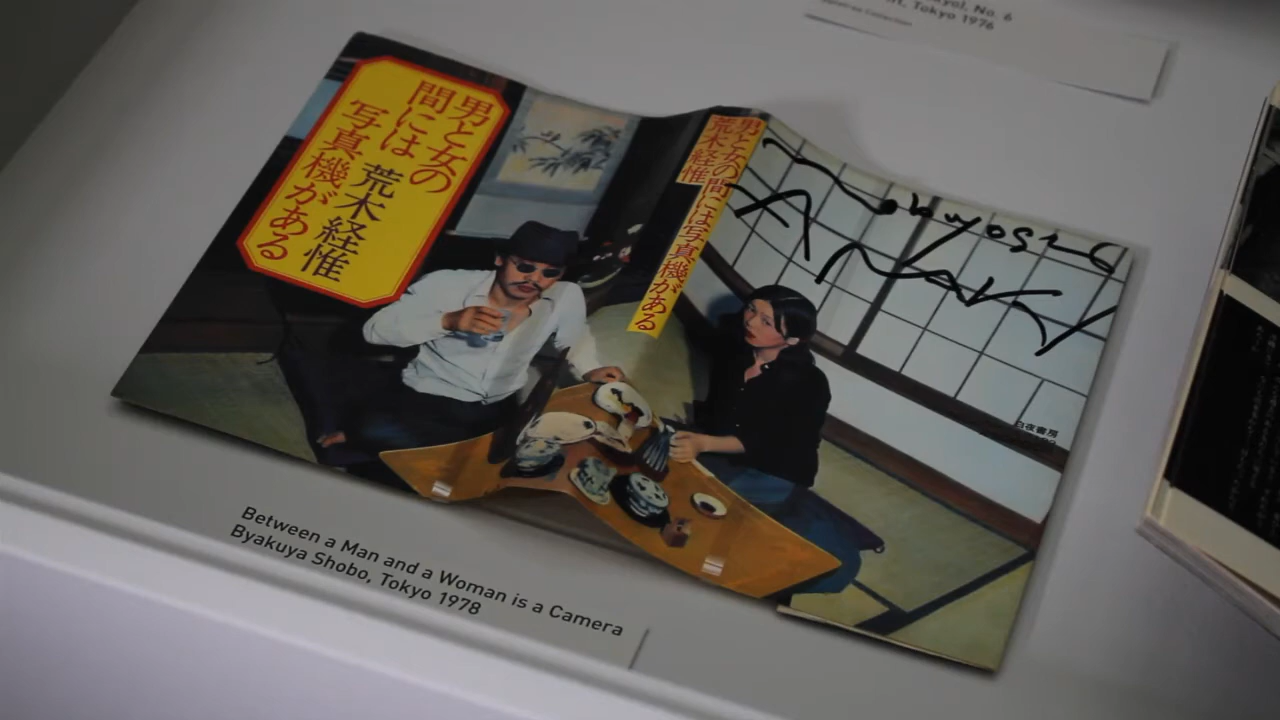 No. 6
Tokyo 1976
男と女の
間には
写真機がある
荒木経惟
男と女の間には写真機がある
荒木経惟
Nobuyoshi
ARAKI
白夜書房
Between a Man and a Woman is a Camera
Byakuya Shobo, Tokyo 1978